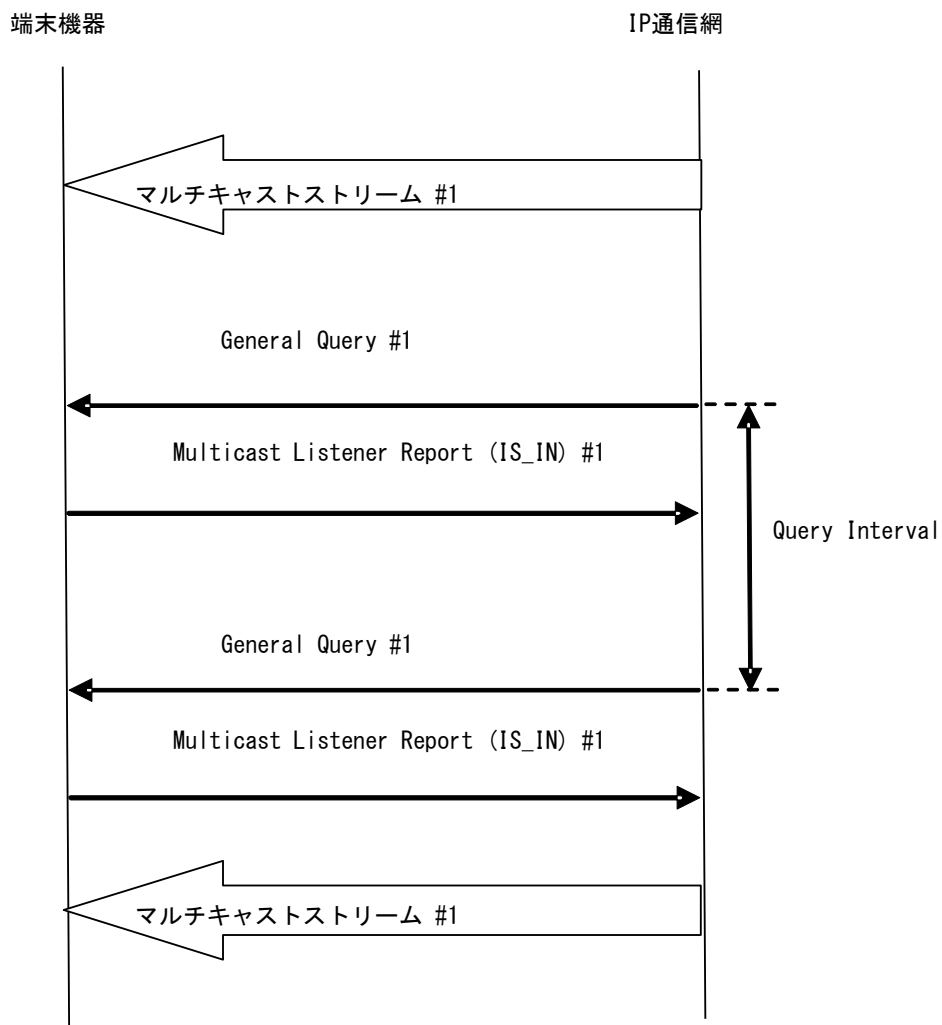 端末機器
IP通信網
マルチキャストストリーム #1
General Query #1
Multicast Listener Report (IS_IN) #1
Query Interval
General Query #1
Multicast Listener Report (IS_IN) #1
マルチキャストストリーム #1